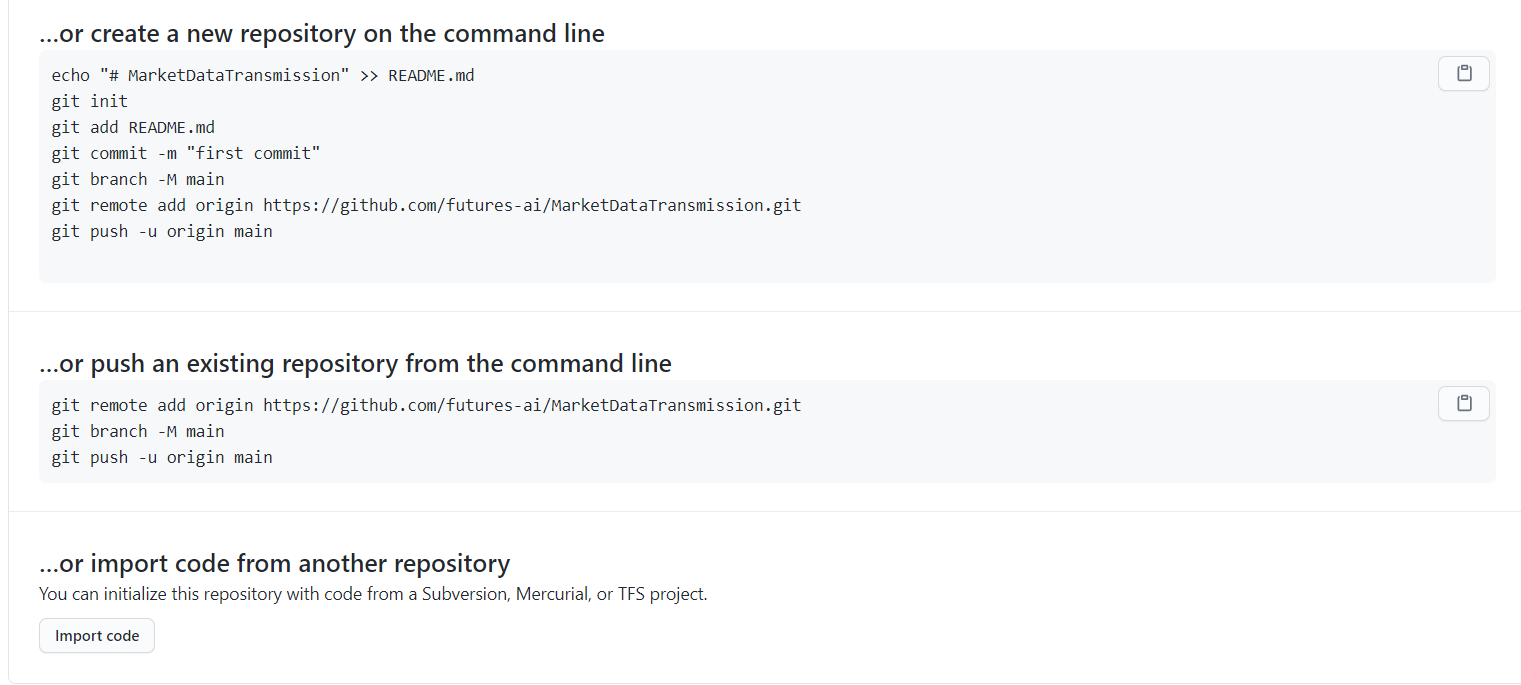 ...or create a new repository on the command line
echo "# MarketDataTransmission" >> README.md
git init
git add README.md
git commit -m "first commit"
git branch -M main
git remote add origin https://github.com/futures-ai/MarketDataTransmission.git
git push -u origin main
...or push an existing repository from the command line
git remote add origin https://github.com/futures-ai/MarketDataTransmission.git
git branch -M main
git push -u origin main
...or import code from another repository
You can initialize this repository with code from a Subversion, Mercurial, or TFS project.
Import code